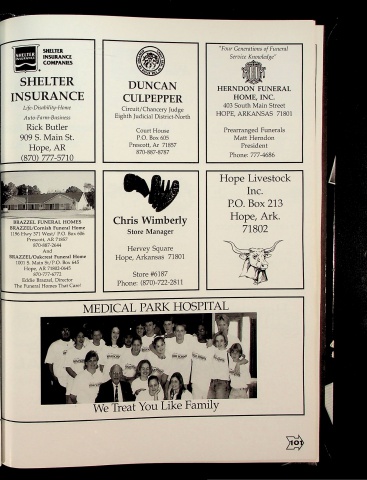 SHELTER INSURANCE
SHELTER
INSURANCE
COMPANIES
SHELTER
INSURANCE
Life-Disability-Home
Auto-Farm-Business
Rick Butler
909 S. Main St.
Hope, AR
(870) 777-5710
DUNCAN
CULPEPPER
Circuit/Chancery Judge
Eighth Judicial District-North
Court House
P.O. Box 605
Prescott, Ar 71857
870-887-8787
"Four Generations of Funeral
Service Knowledge"
HERNDON FUNERAL
HOME, INC.
403 South Main Street
HOPE, ARKANSAS 71801
Prearranged Funerals
Matt Herndon
President
Phone: 777-4686
BRAZZEL FUNERAL HOMES
BRAZZEL/Cornish Funeral Home
1196 Hwy 371 West/ P.O. Box 606
Prescott, AR 71857
870-887-2644
And
BRAZZEL/Oakcrest Funeral Home
1001 S. Main St/P.O. Box 645
Hope, AR 71802-0645
870-777-6772
Eddie Brazzel, Director
The Funeral Homes That Care!
Chris Wimberly
Store Manager
Hervey Square
Hope, Arkansas 71801
Store #6187
Phone: (870)-722-2811
Hope Livestock
Inc.
P.O. Box 213
Hope, Ark.
71802
MEDICAL PARK HOSPITAL
We Treat You Like Family
101